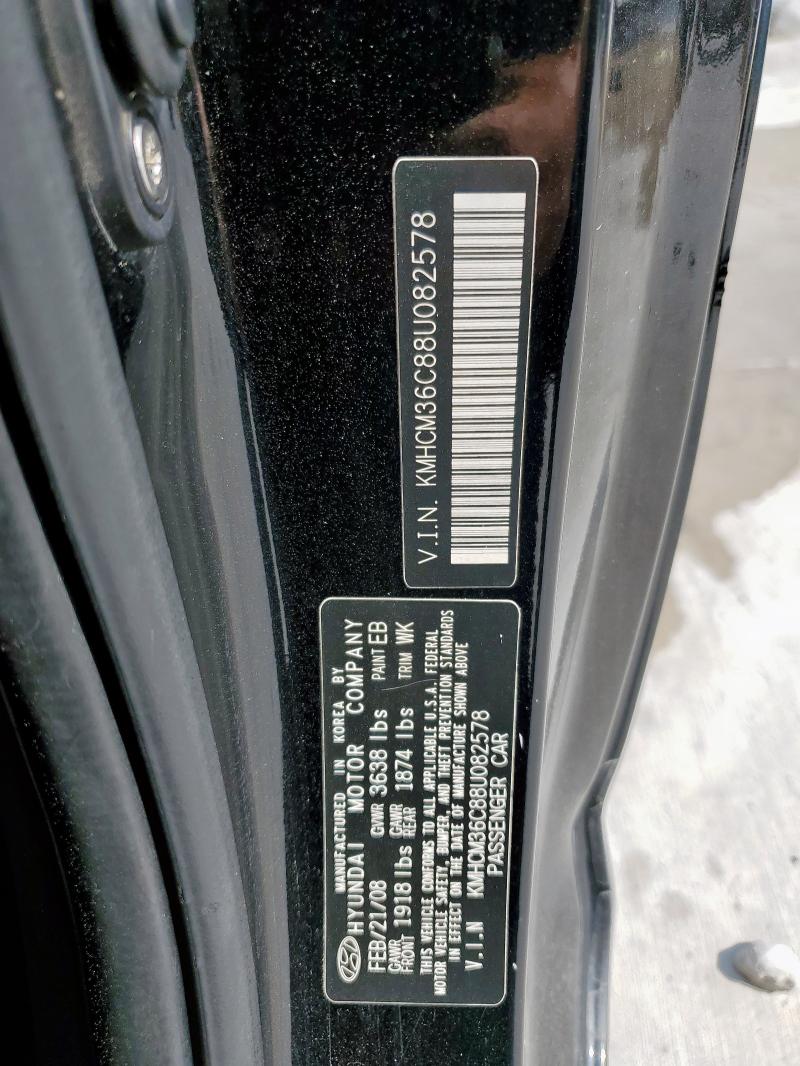 V.I.N. KMHCM36C88U082578
MANUFACTURED IN KOREA BY
HYUNDAI MOTOR COMPANY
FEB/21/08 GVWR 3638 lbs PAINT EB
GAWR FRONT 1918 lbs GAWR REAR 1874 lbs TRIM WK
THIS VEHICLE CONFORMS TO ALL APPLICABLE U.S.A. FEDERAL
MOTOR VEHICLE SAFETY, BUMPER, AND THEFT PREVENTION STANDARDS
IN EFFECT ON THE DATE OF MANUFACTURE SHOWN ABOVE
V.I.N KMHCM36C88U082578
PASSENGER CAR